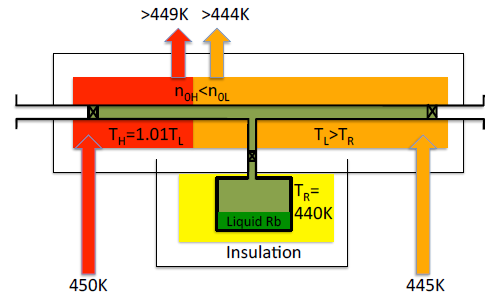 >449K >444K
n0H<n0L
TH=1.01TL TL>TR
TR=
440K
Liquid Rb
Insulation
450K 445K